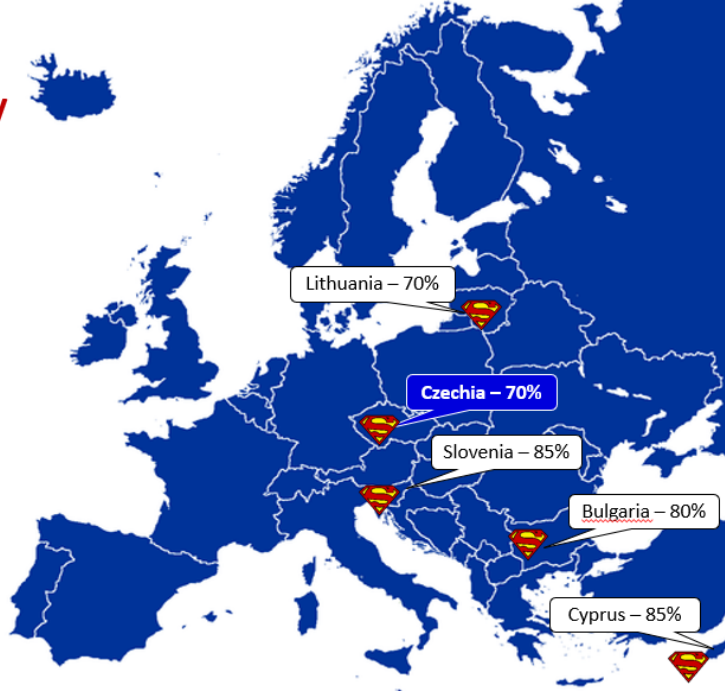 Lithuania – 70%
Czechia – 70%
Slovenia – 85%
Bulgaria – 80%
Cyprus – 85%